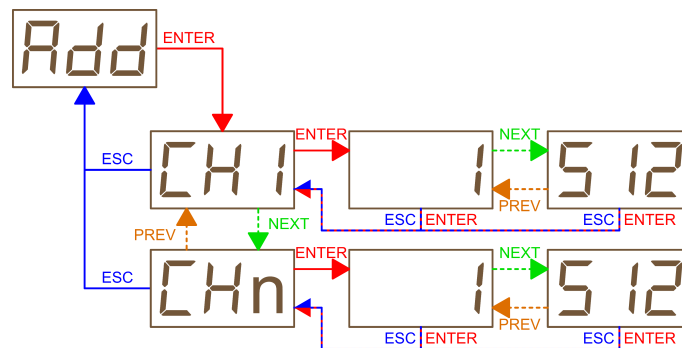 Add
ENTER
ENTER
NEXT
ESC
CH1
1
512
PREV
ESC
ENTER
ESC
ENTER
PREV
NEXT
ENTER
NEXT
ESC
CHn
1
512
PREV
ESC
ENTER
ESC
ENTER